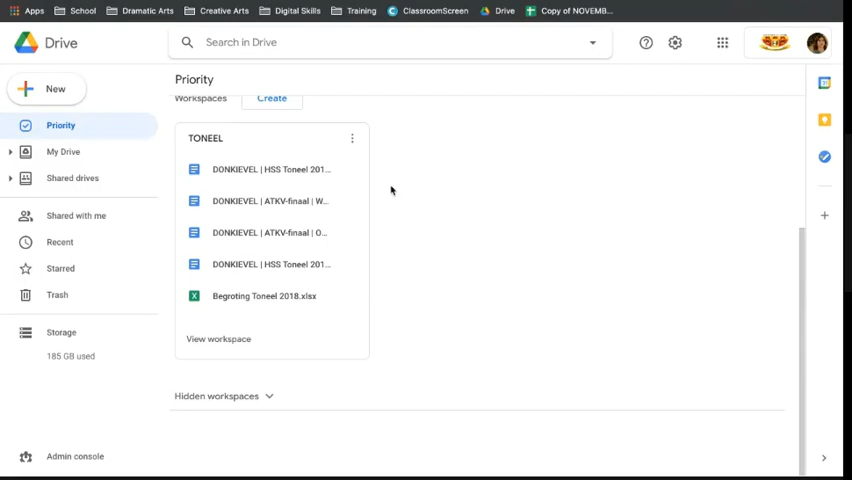 Apps School Dramatic Arts Creative Arts Digital Skills Training ClassroomScreen Drive Copy of NOVEMB...
Drive
Search in Drive
New
Priority
My Drive
Shared drives
Shared with me
Recent
Starred
Trash
Storage
185 GB used
Admin console
Priority
Workspaces Create
TONEEL
DONKIEVEL | HSS Toneel 201...
DONKIEVEL | ATKV-finaal | W...
DONKIEVEL | ATKV-finaal | O...
DONKIEVEL | HSS Toneel 201...
X Begroting Toneel 2018.xlsx
View workspace
Hidden workspaces